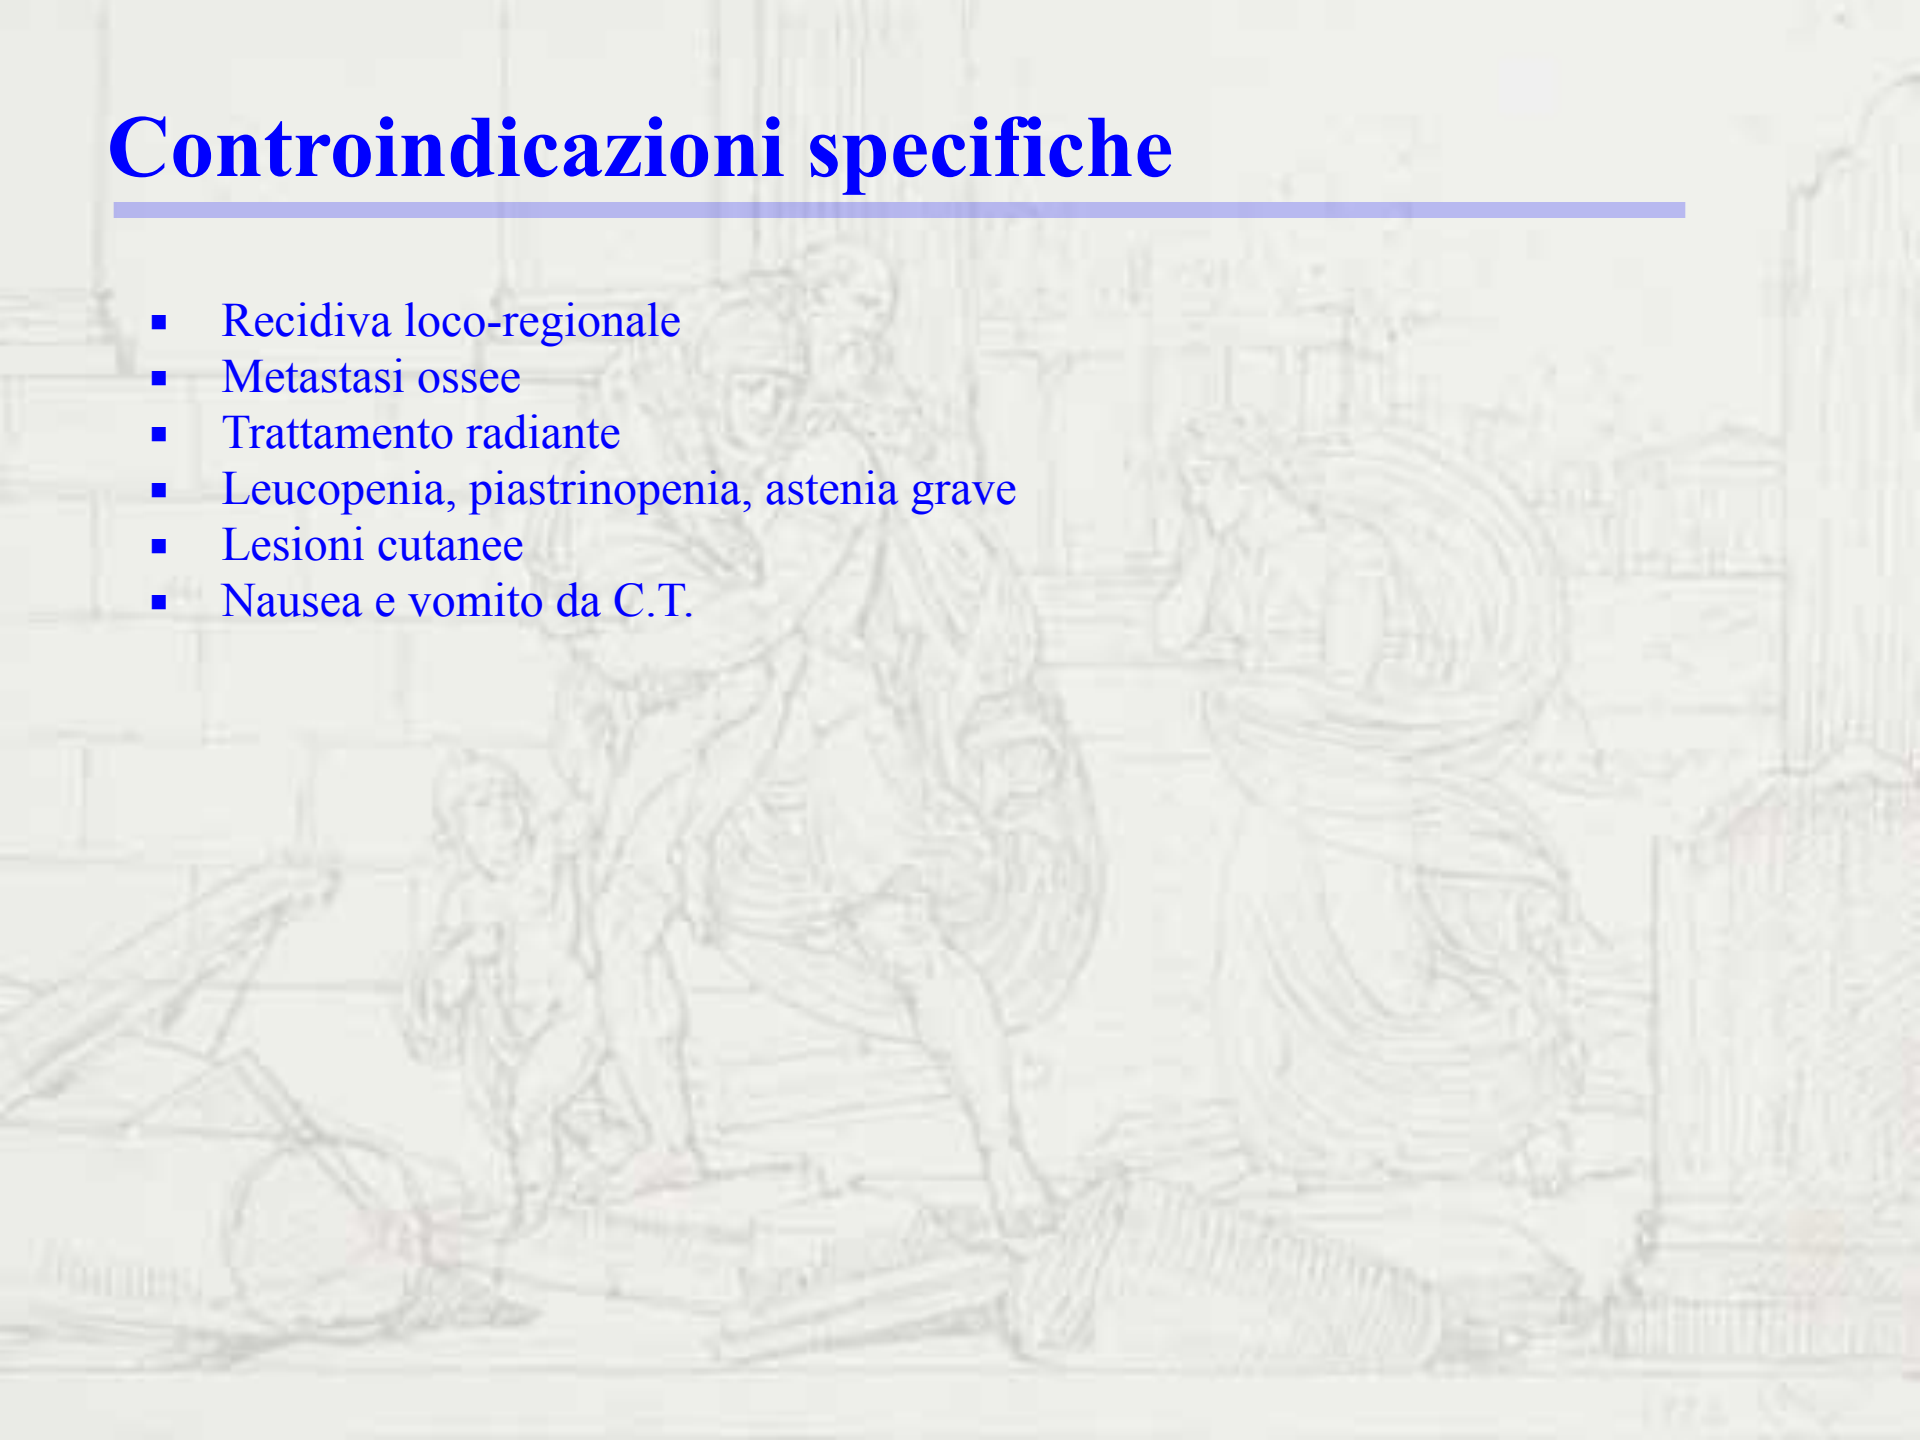 Controindicazioni specifiche
▪ Recidiva loco-regionale
▪ Metastasi ossee
▪ Trattamento radiante
▪ Leucopenia, piastrinopenia, astenia grave
▪ Lesioni cutanee
▪ Nausea e vomito da C.T.